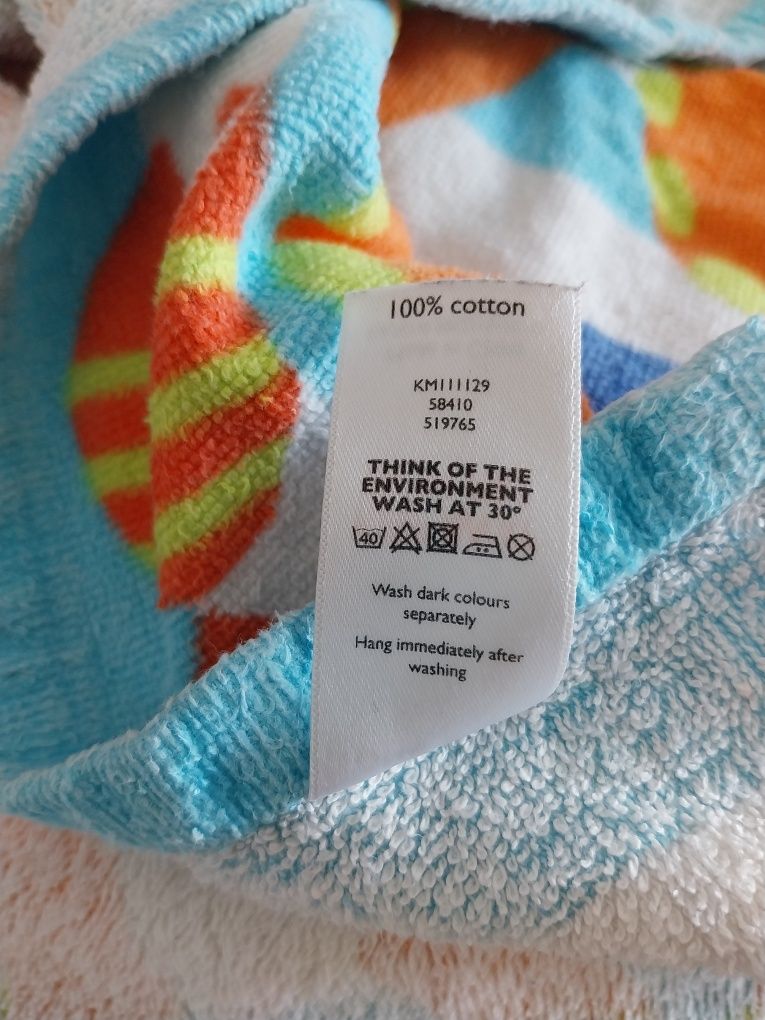 100% cotton
KM111129
58410
519765
THINK OF THE
ENVIRONMENT
WASH AT 30°
40
Wash dark colours
separately
Hang immediately after
washing